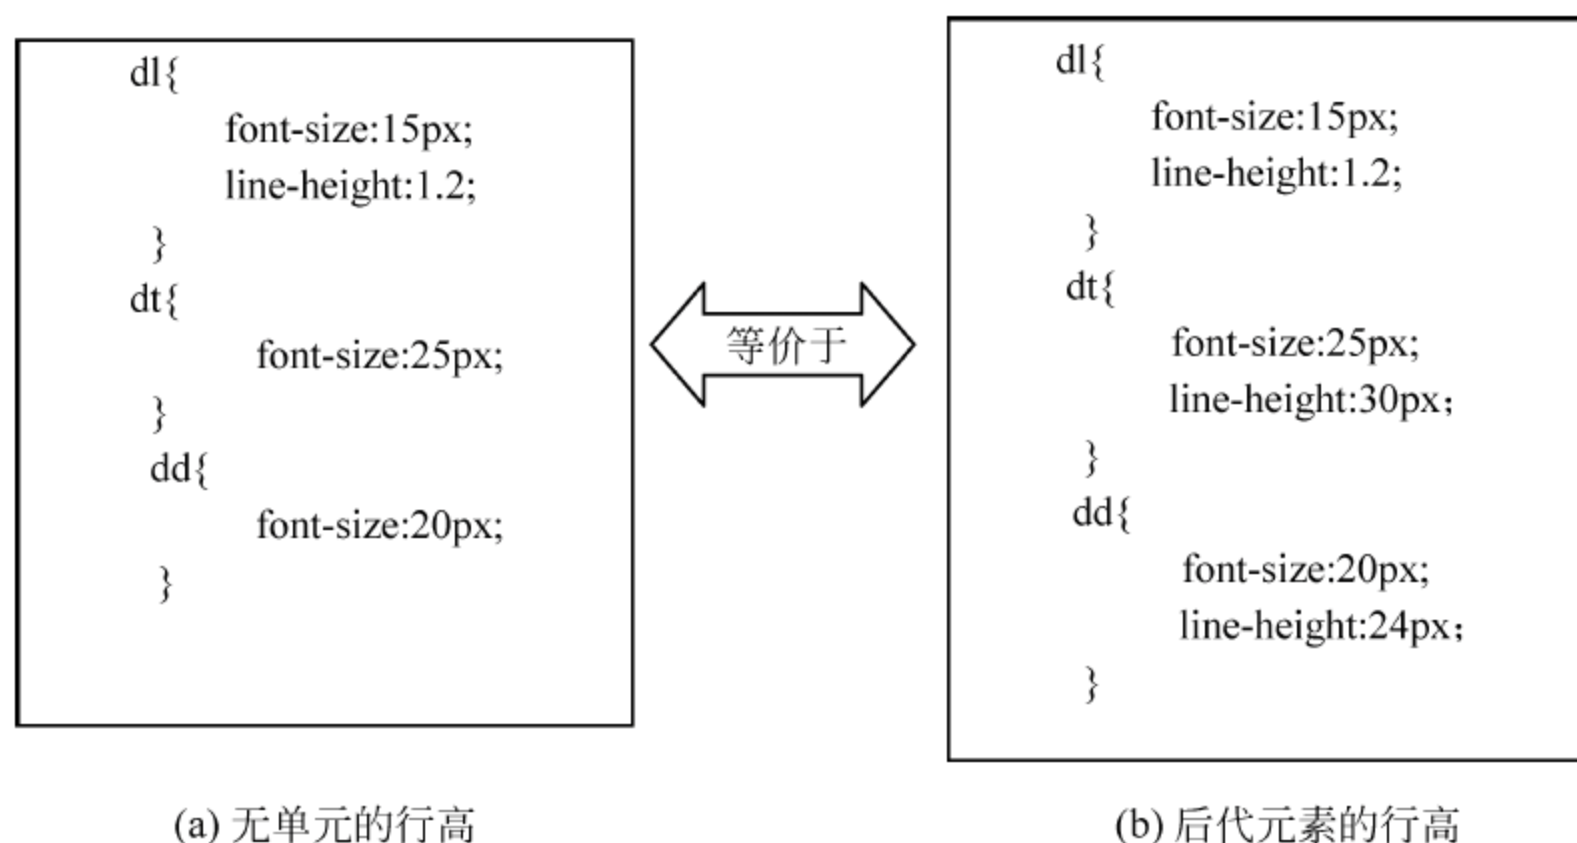 dl{
font-size:15px;
line-height:1.2;
}
dt{
font-size:25px;
}
dd{
font-size:20px;
}
等价于
dl{
font-size:15px;
line-height:1.2;
}
dt{
font-size:25px;
line-height:30px；
}
dd{
font-size:20px;
line-height:24px；
}
(a) 无单元的行高
(b) 后代元素的行高